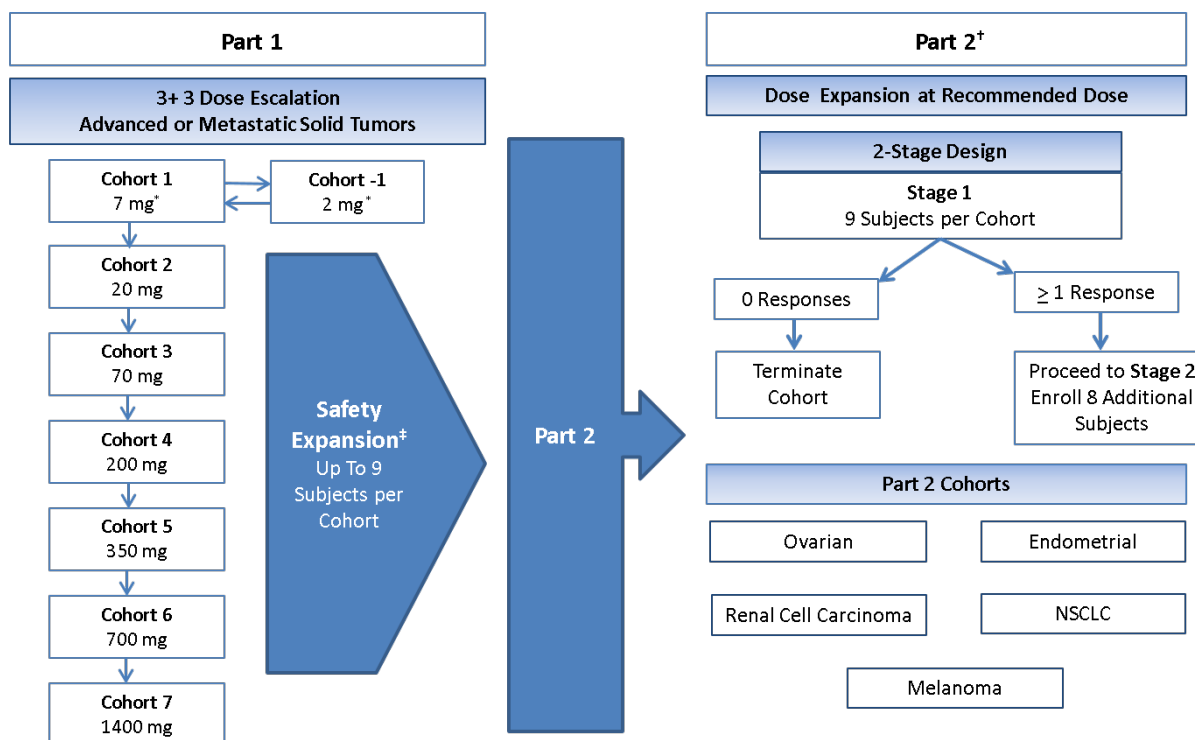 Part 1
3+ 3 Dose Escalation
Advanced or Metastatic Solid Tumors
Cohort 1
7 mg*
Cohort -1
2 mg*
Cohort 2
20 mg
Cohort 3
70 mg
Cohort 4
200 mg
Cohort 5
350 mg
Cohort 6
700 mg
Cohort 7
1400 mg
Safety
Expansion‡
Up To 9
Subjects per
Cohort
Part 2
Part 2†
Dose Expansion at Recommended Dose
2-Stage Design
Stage 1
9 Subjects per Cohort
0 Responses
≥ 1 Response
Terminate
Cohort
Proceed to Stage 2
Enroll 8 Additional
Subjects
Part 2 Cohorts
Ovarian
Endometrial
Renal Cell Carcinoma
NSCLC
Melanoma